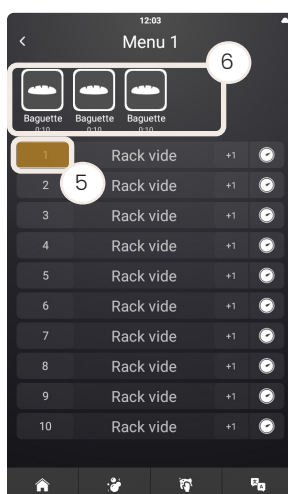 12:03
Menu 1
6
Baguette Baguette Baguette
0:10 0:10 0:10
1 Rack vide +1
5
2 Rack vide +1
3 Rack vide +1
4 Rack vide +1
5 Rack vide +1
6 Rack vide +1
7 Rack vide +1
8 Rack vide +1
9 Rack vide +1
10 Rack vide +1